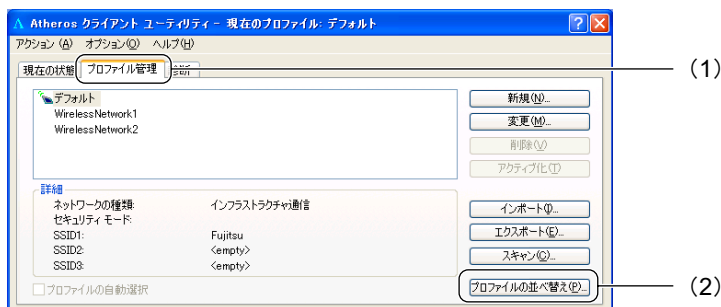 Atheros クライアント ユーティリティ - 現在のプロファイル: デフォルト
アクション (A) オプション(O) ヘルプ(H)
現在の状態 プロファイル管理 診断
(1)
デフォルト
WirelessNetwork1
WirelessNetwork2
新規(N)...
変更(M)...
削除(V)
アクティブ化(T)
詳細
ネットワークの種類: インフラストラクチャ通信
セキュリティ モード:
SSID1: Fujitsu
SSID2: <empty>
SSID3: <empty>
インポート(I)...
エクスポート(E)...
スキャン(C)...
プロファイルの自動選択
プロファイルの並べ替え(P)...
(2)